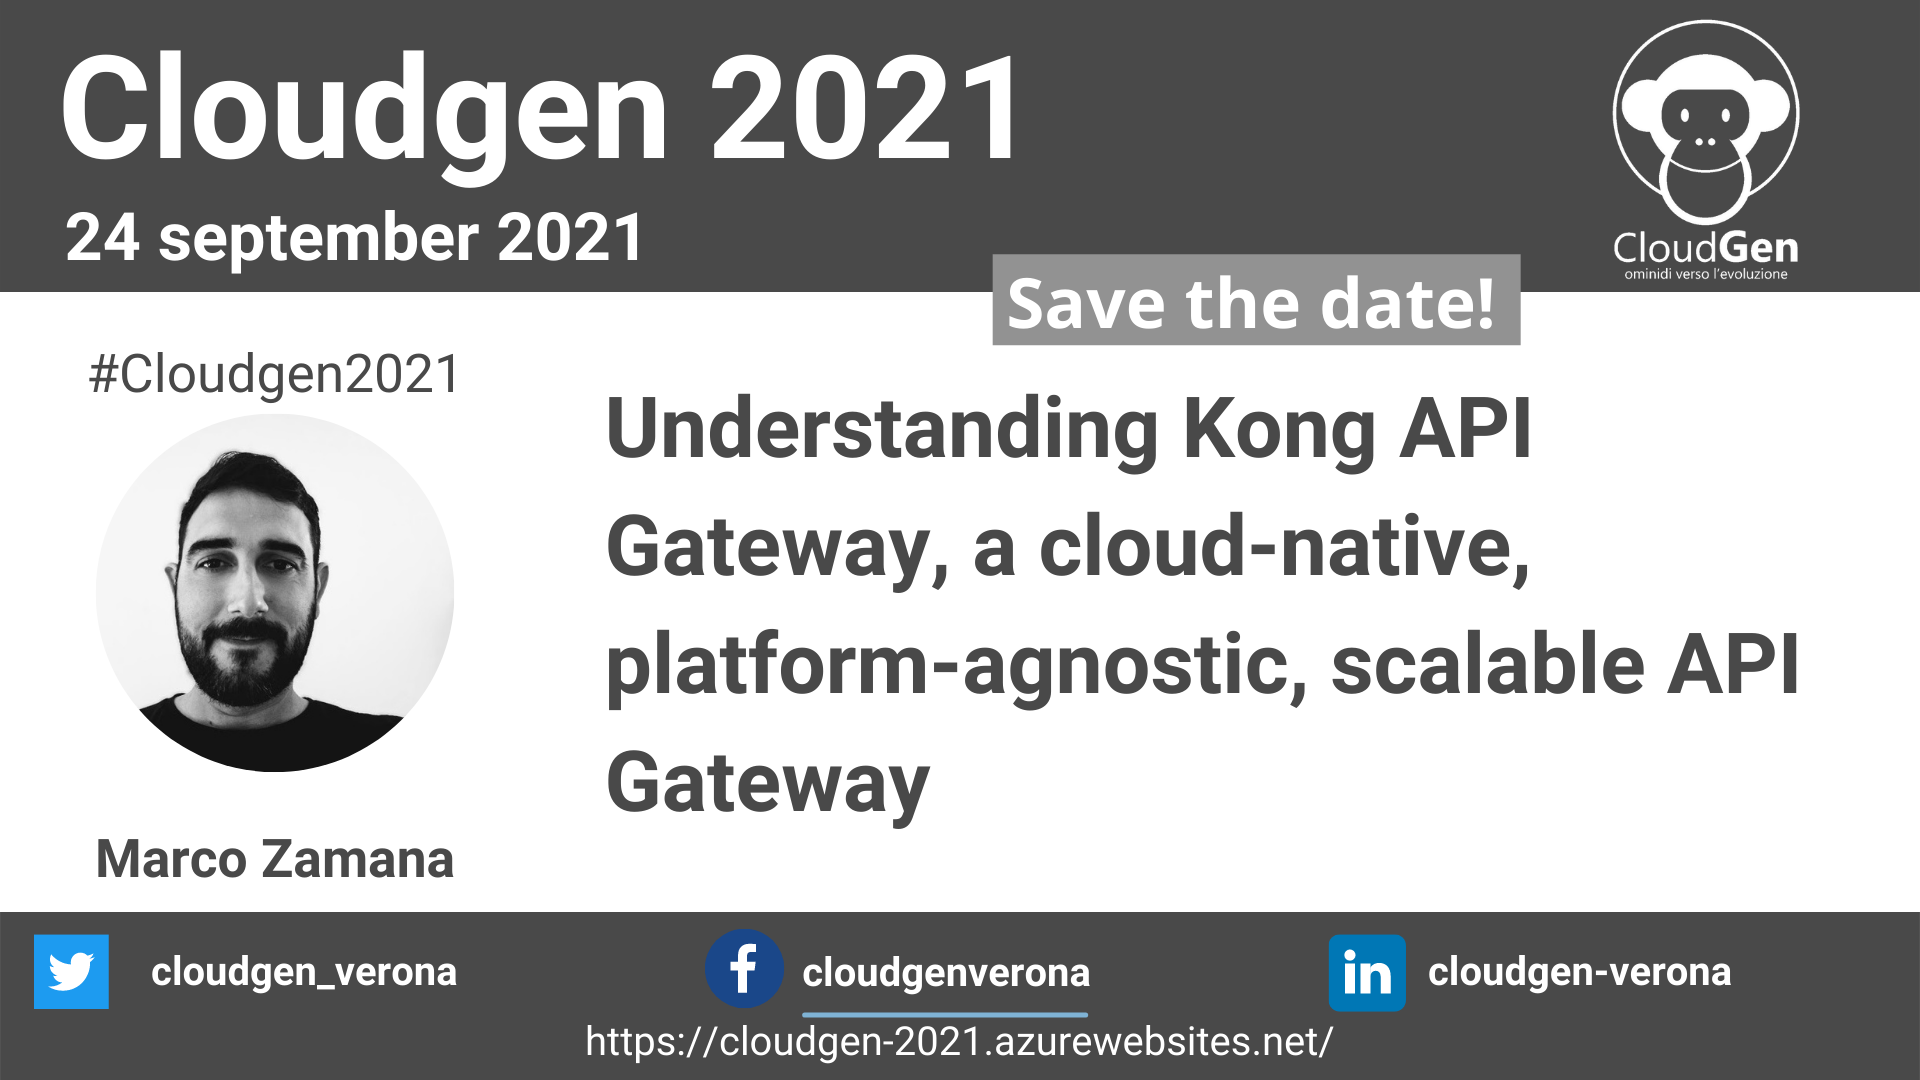 Cloudgen 2021
24 september 2021
CloudGen
ominidi verso l'evoluzione
Save the date!
#Cloudgen2021
Understanding Kong API
Gateway, a cloud-native,
platform-agnostic, scalable API
Gateway
Marco Zamana
cloudgen_verona
cloudgenverona
cloudgen-verona
https://cloudgen-2021.azurewebsites.net/